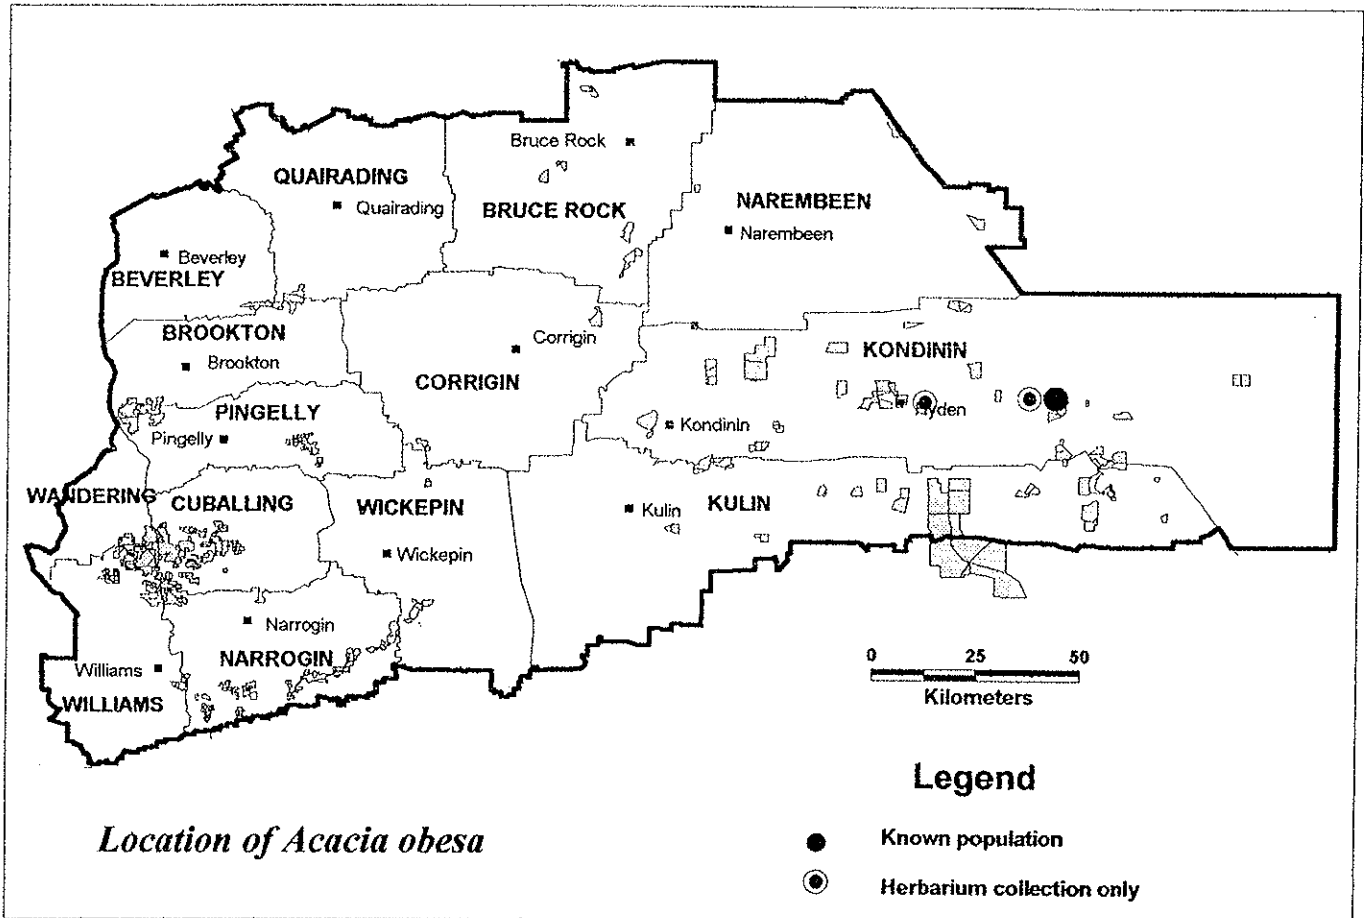 Bruce Rock
QUAIRADING
Quairading
BRUCE ROCK
NAREMBEEN
Narembeen
Beverley
BEVERLEY
BROOKTON
Brookton
Corrigin
CORRIGIN
KONDININ
PINGELLY
Pingelly
Kondinin
WANDERING
CUBALLING
WICKEPIN
Wickepin
Kulin
KULIN
Narrogin
NARROGIN
Williams
WILLIAMS
0 25 50
Kilometers
Legend
Known population
Herbarium collection only
Location of Acacia obesa